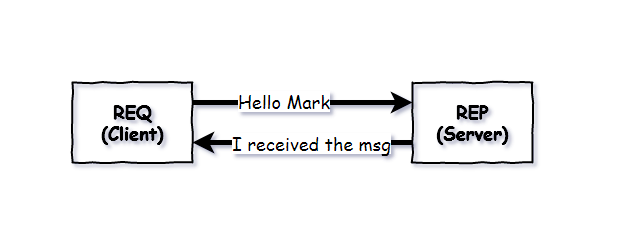 REQ
(Client)
Hello Mark
I received the msg
REP
(Server)